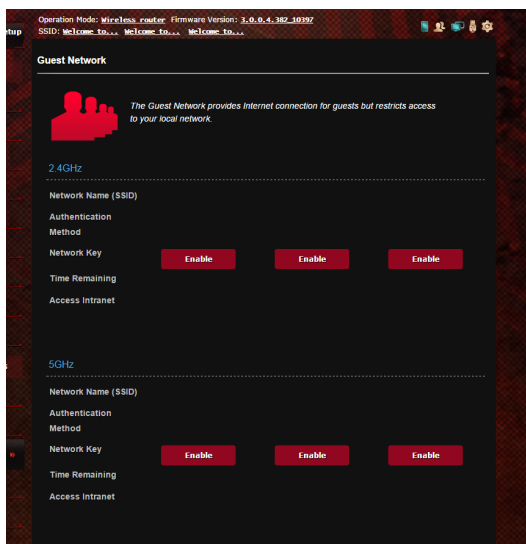 Operation Mode: Wireless router Firmware Version: 3.0.0.4.382_10397
SSID: Welcome to... Welcome to... Welcome to...
Guest Network
The Guest Network provides Internet connection for guests but restricts access
to your local network.
2.4GHz
Network Name (SSID)
Authentication
Method
Network Key Enable Enable Enable
Time Remaining
Access Intranet
5GHz
Network Name (SSID)
Authentication
Method
Network Key Enable Enable Enable
Time Remaining
Access Intranet